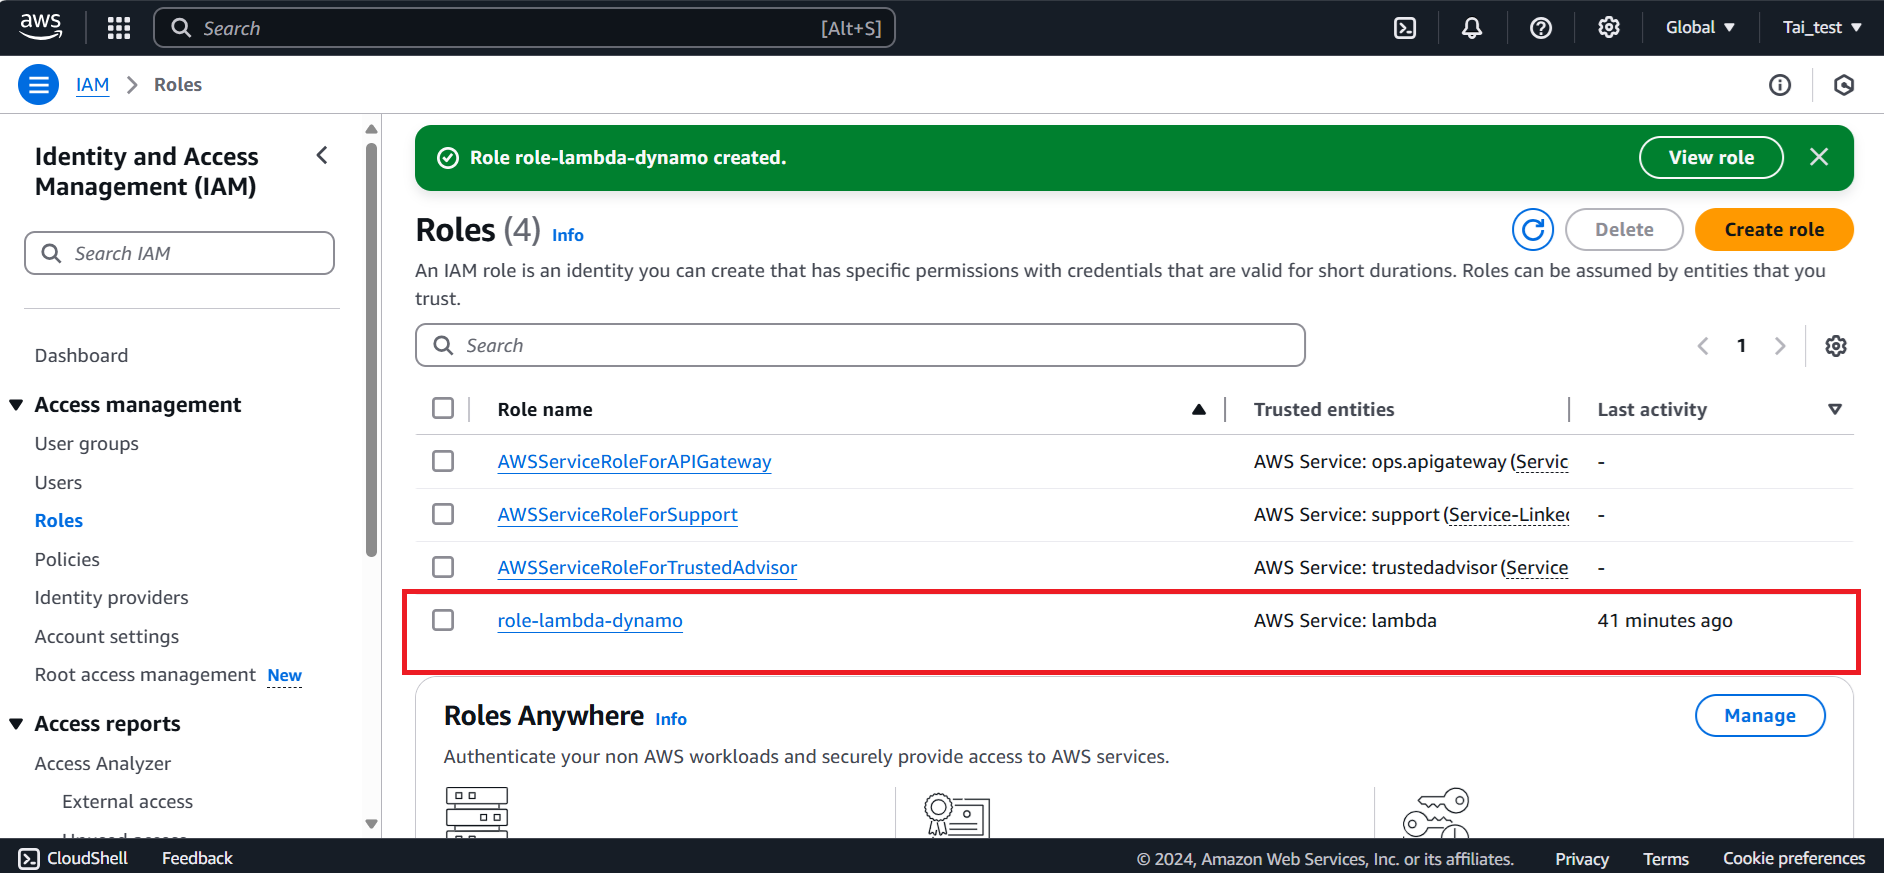 aws
Search
[Alt+S]
Global
Tai_test
IAM
Roles
Identity and Access
Management (IAM)
Search IAM
Dashboard
Access management
User groups
Users
Roles
Policies
Identity providers
Account settings
Root access management New
Access reports
Access Analyzer
External access
Unused access
Role role-lambda-dynamo created.
View role
Roles (4) Info
Delete
Create role
An IAM role is an identity you can create that has specific permissions with credentials that are valid for short durations. Roles can be assumed by entities that you
trust.
Search
1
Role name
Trusted entities
Last activity
AWSServiceRoleForAPIGateway
AWS Service: ops.apigateway (Servic
-
AWSServiceRoleForSupport
AWS Service: support (Service-Linked
-
AWSServiceRoleForTrustedAdvisor
AWS Service: trustedadvisor (Service
-
role-lambda-dynamo
AWS Service: lambda
41 minutes ago
Roles Anywhere Info
Manage
Authenticate your non AWS workloads and securely provide access to AWS services.
CloudShell
Feedback
© 2024, Amazon Web Services, Inc. or its affiliates.
Privacy
Terms
Cookie preferences